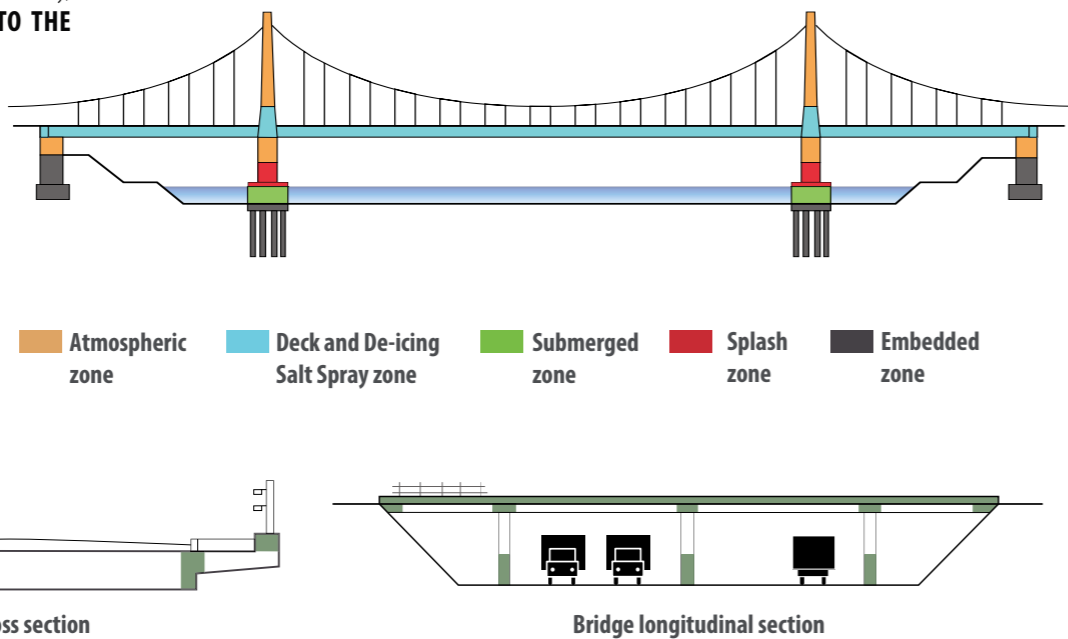 TO THE
Atmospheric
zone
Deck and De-icing
Salt Spray zone
Submerged
zone
Splash
zone
Embedded
zone
section
Bridge longitudinal section